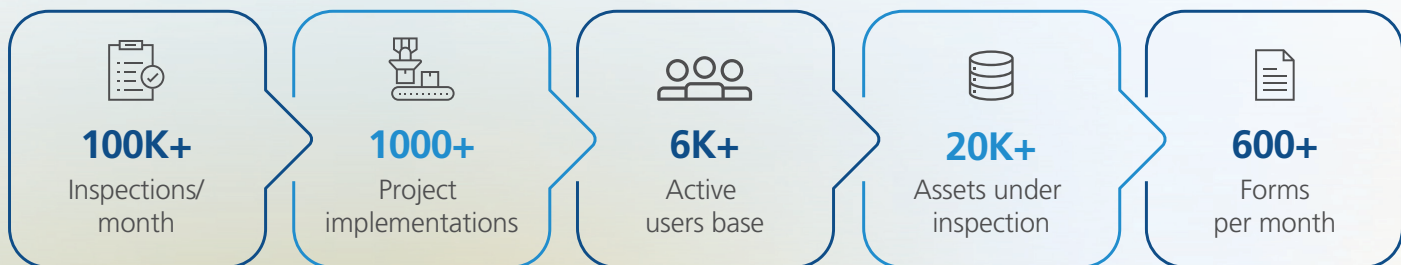 100K+
Inspections/
month
1000+
Project
implementations
6K+
Active
users base
20K+
Assets under
inspection
600+
Forms
per month